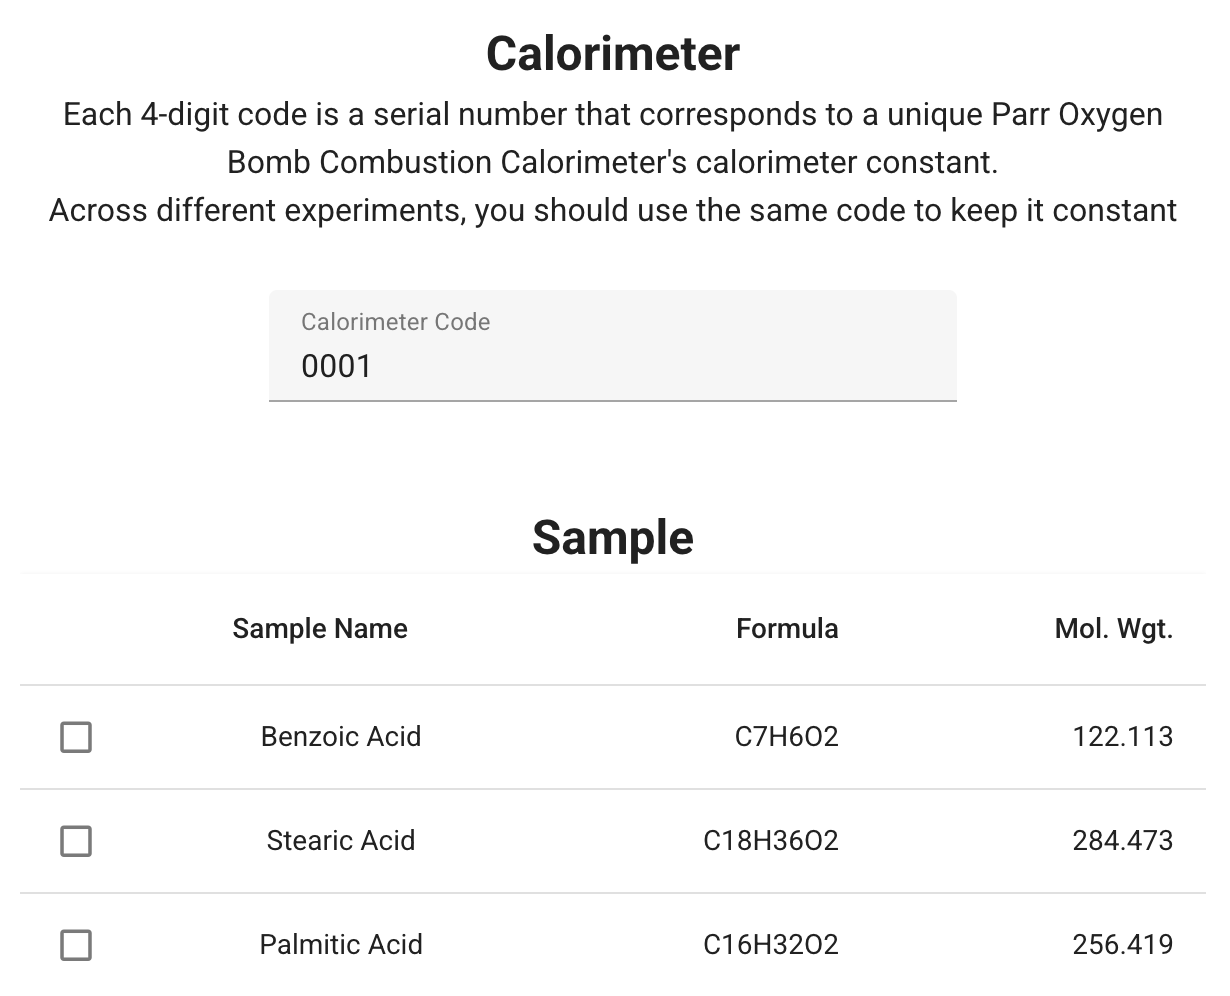 Calorimeter
Each 4-digit code is a serial number that corresponds to a unique Parr Oxygen
Bomb Combustion Calorimeter's calorimeter constant.
Across different experiments, you should use the same code to keep it constant
Calorimeter Code
0001
Sample
Sample Name Formula Mol. Wgt.
Benzoic Acid C7H6O2 122.113
Stearic Acid C18H36O2 284.473
Palmitic Acid C16H32O2 256.419